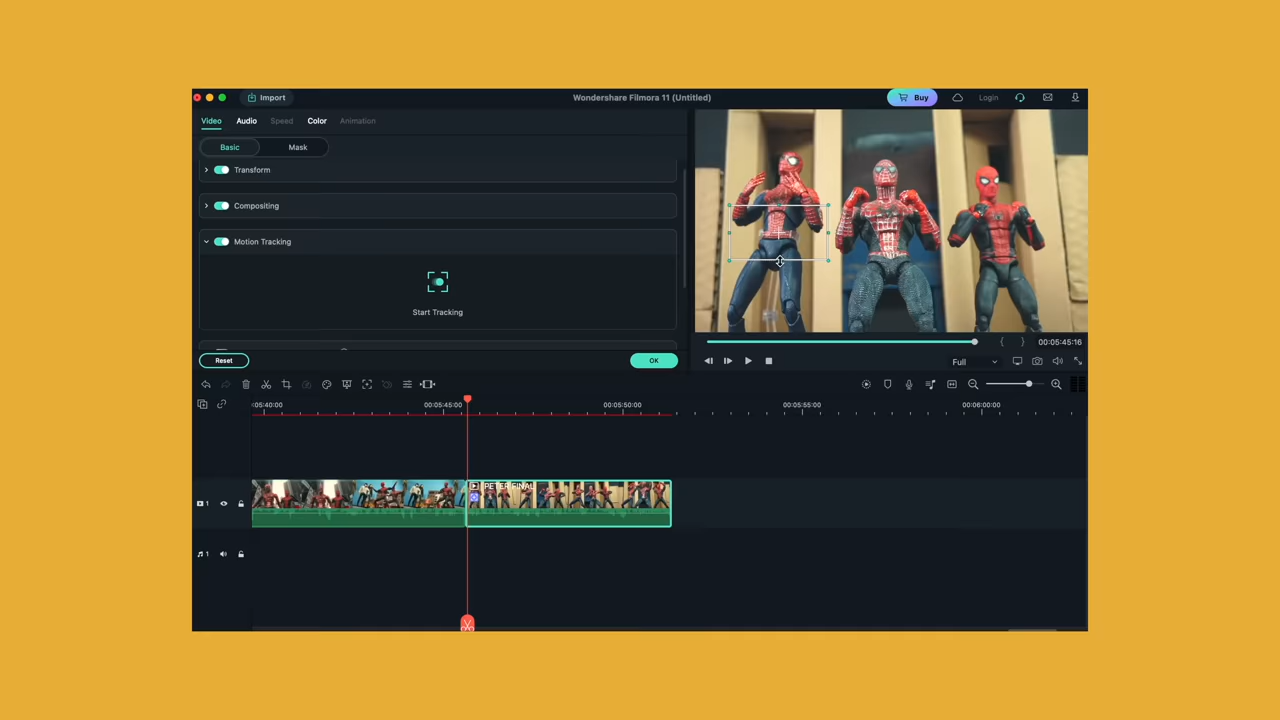 Import
Wondershare Filmora 11 (Untitled)
Buy
Login
Video
Audio
Speed
Color
Animation
Basic
Mask
Transform
Compositing
Motion Tracking
Start Tracking
Reset
OK
00:05:45:16
Full
:05:40:00
00:05:45:00
00:05:50:00
00:05:55:00
00:06:00:00
PETER FINAL
1
1